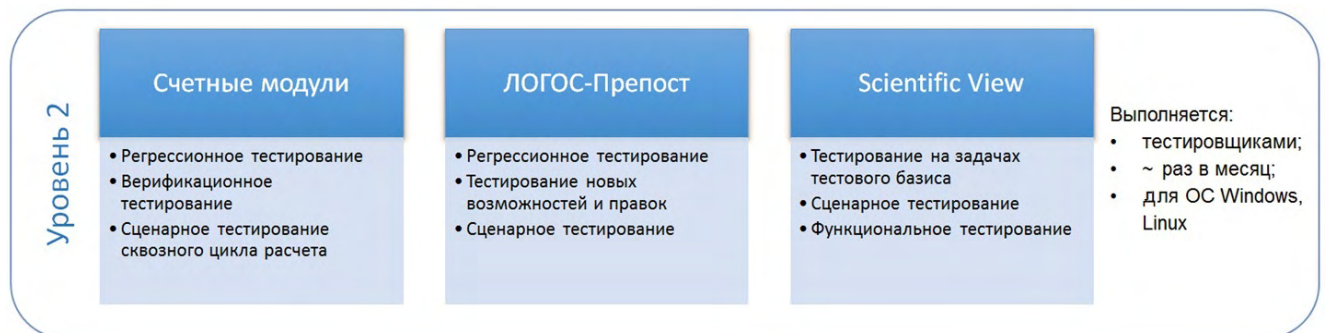 Уровень 2
Счетные модули
• Регрессионное тестирование
• Верификационное
тестирование
• Сценарное тестирование
сквозного цикла расчета
ЛОГОС-Препост
• Регрессионное тестирование
• Тестирование новых
возможностей и правок
• Сценарное тестирование
Scientific View
• Тестирование на задачах
тестового базиса
• Сценарное тестирование
• Функциональное тестирование
Выполняется:
• тестировщиками;
• ~ раз в месяц;
• для ОС Windows,
Linux